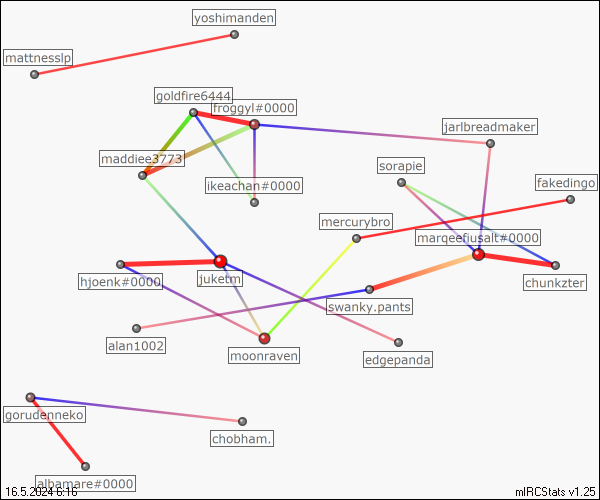 yoshimanden
mattnesslp
goldfire6444
froggyl#0000
jarlbreadmaker
maddiee3773
sorapie
ikeachan#0000
fakedingo
mercurybro
marqeefusalt#0000
hjoenk#0000
juketm
chunkzter
swanky.pants
alan1002
moonraven
edgepanda
gorudenneko
chobham.
albamare#0000
16.5.2024 6:16
mIRCStats v1.25